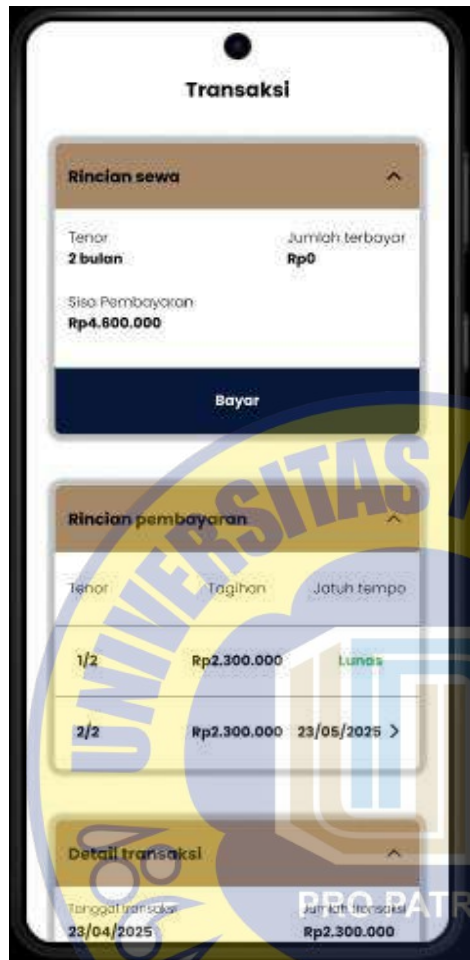 Transaksi
Rincian sewa
Tenor Jumlah terbayar
2 bulan Rp0
Sisa Pembayaran
Rp4.600.000
Bayar
Rincian pembayaran
Tenor Tagihan Jatuh tempo
1/2 Rp2.300.000 Lunas
2/2 Rp2.300.000 23/05/2025 >
Detail transaksi
Tanggal transaksi Jumlah transaksi
23/04/2025 Rp2.300.000
UNIVERSITAS
PRO PATR